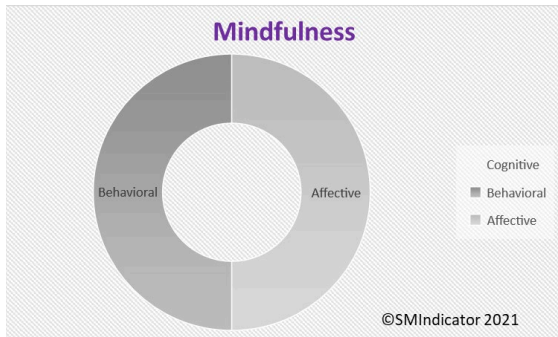 Mindfulness
Behavioral
Affective
Cognitive
Behavioral
Affective
©SMIndicator 2021